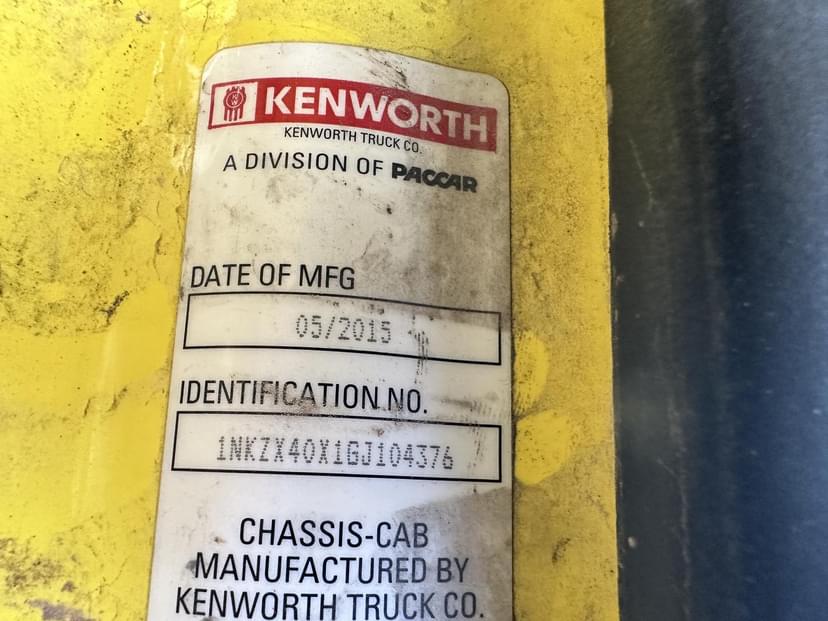 KENWORTH
KENWORTH TRUCK CO.
A DIVISION OF PACCAR
DATE OF MFG
05/2015
IDENTIFICATION NO.
1NKZX40X1GJ104376
CHASSIS-CAB
MANUFACTURED BY
KENWORTH TRUCK CO.